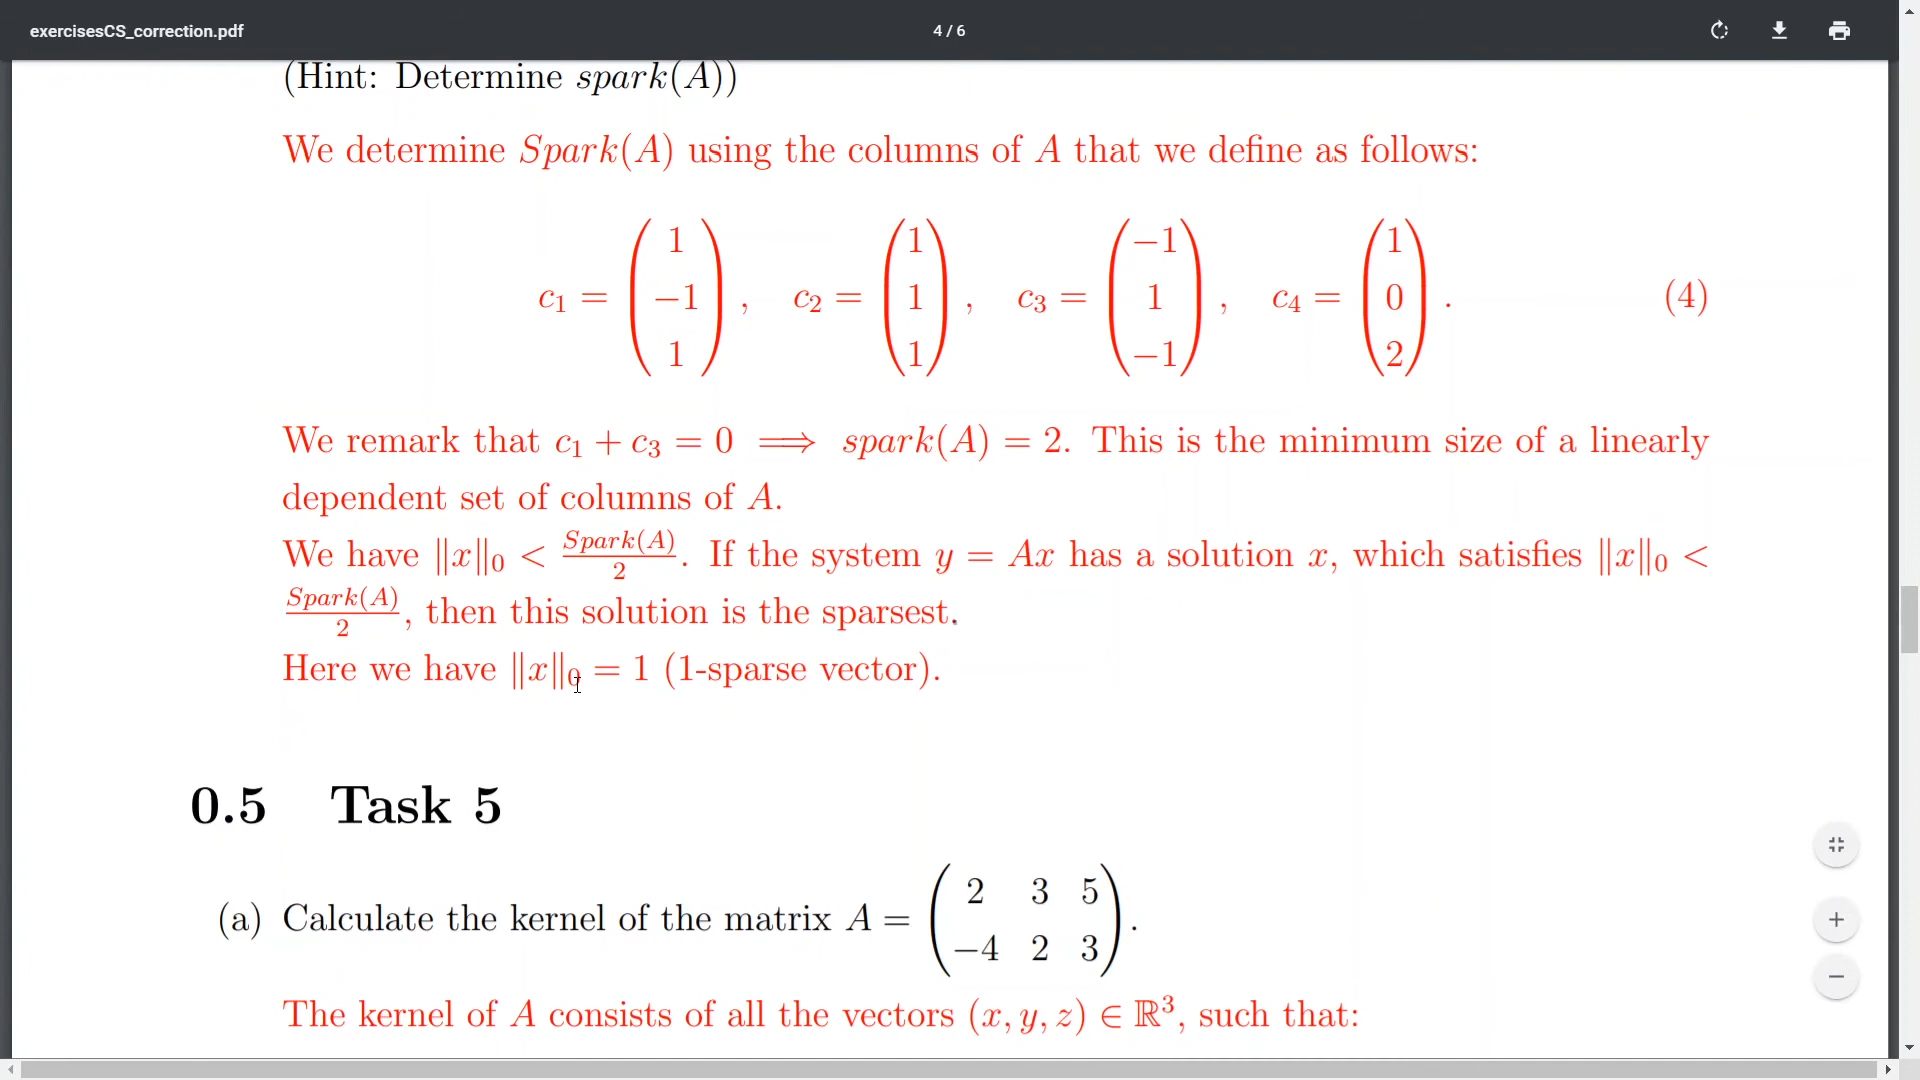 exercisesCS_correction.pdf 4 / 6
(Hint: Determine spark(A))
We determine Spark(A) using the columns of A that we define as follows:
c₁ = ( 1 −1 1 ), c₂ = ( 1 1 1 ), c₃ = ( −1 1 −1 ), c₄ = ( 1 0 2 ). (4)
We remark that c₁ + c₃ = 0 ⟹ spark(A) = 2. This is the minimum size of a linearly
dependent set of columns of A.
We have ‖x‖₀ < Spark(A)/2. If the system y = Ax has a solution x, which satisfies ‖x‖₀ <
Spark(A)/2, then this solution is the sparsest.
Here we have ‖x‖₀ = 1 (1-sparse vector).
0.5 Task 5
(a) Calculate the kernel of the matrix A = ( 2 3 5 −4 2 3 ).
The kernel of A consists of all the vectors (x, y, z) ∈ ℝ³, such that: